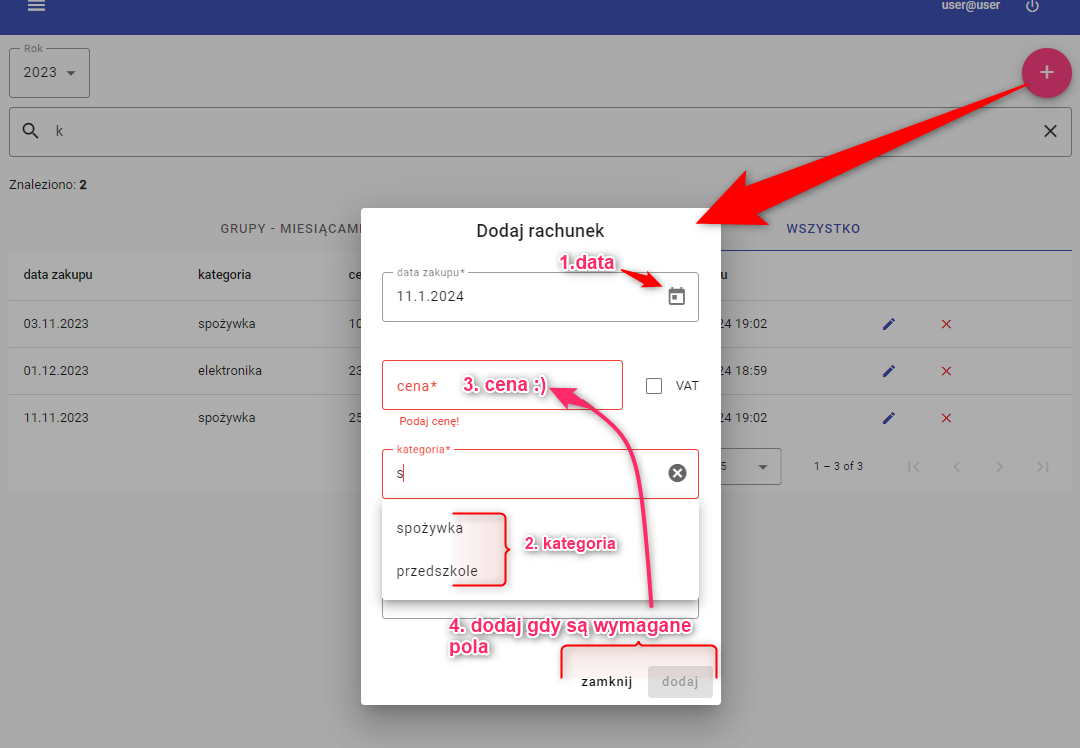 user@user
Rok
2023
k
Znaleziono: 2
GRUPY - MIESIĄCAMI
WSZYSTKO
data zakupu
kategoria
ce
u
03.11.2023
spożywka
10
24 19:02
01.12.2023
elektronika
23
24 18:59
11.11.2023
spożywka
25
24 19:02
5
1 – 3 of 3
Dodaj rachunek
1.data
data zakupu*
11.1.2024
cena*
3. cena :)
VAT
Podaj cenę!
kategoria*
s
spożywka
2. kategoria
przedszkole
4. dodaj gdy są wymagane
pola
zamknij
dodaj